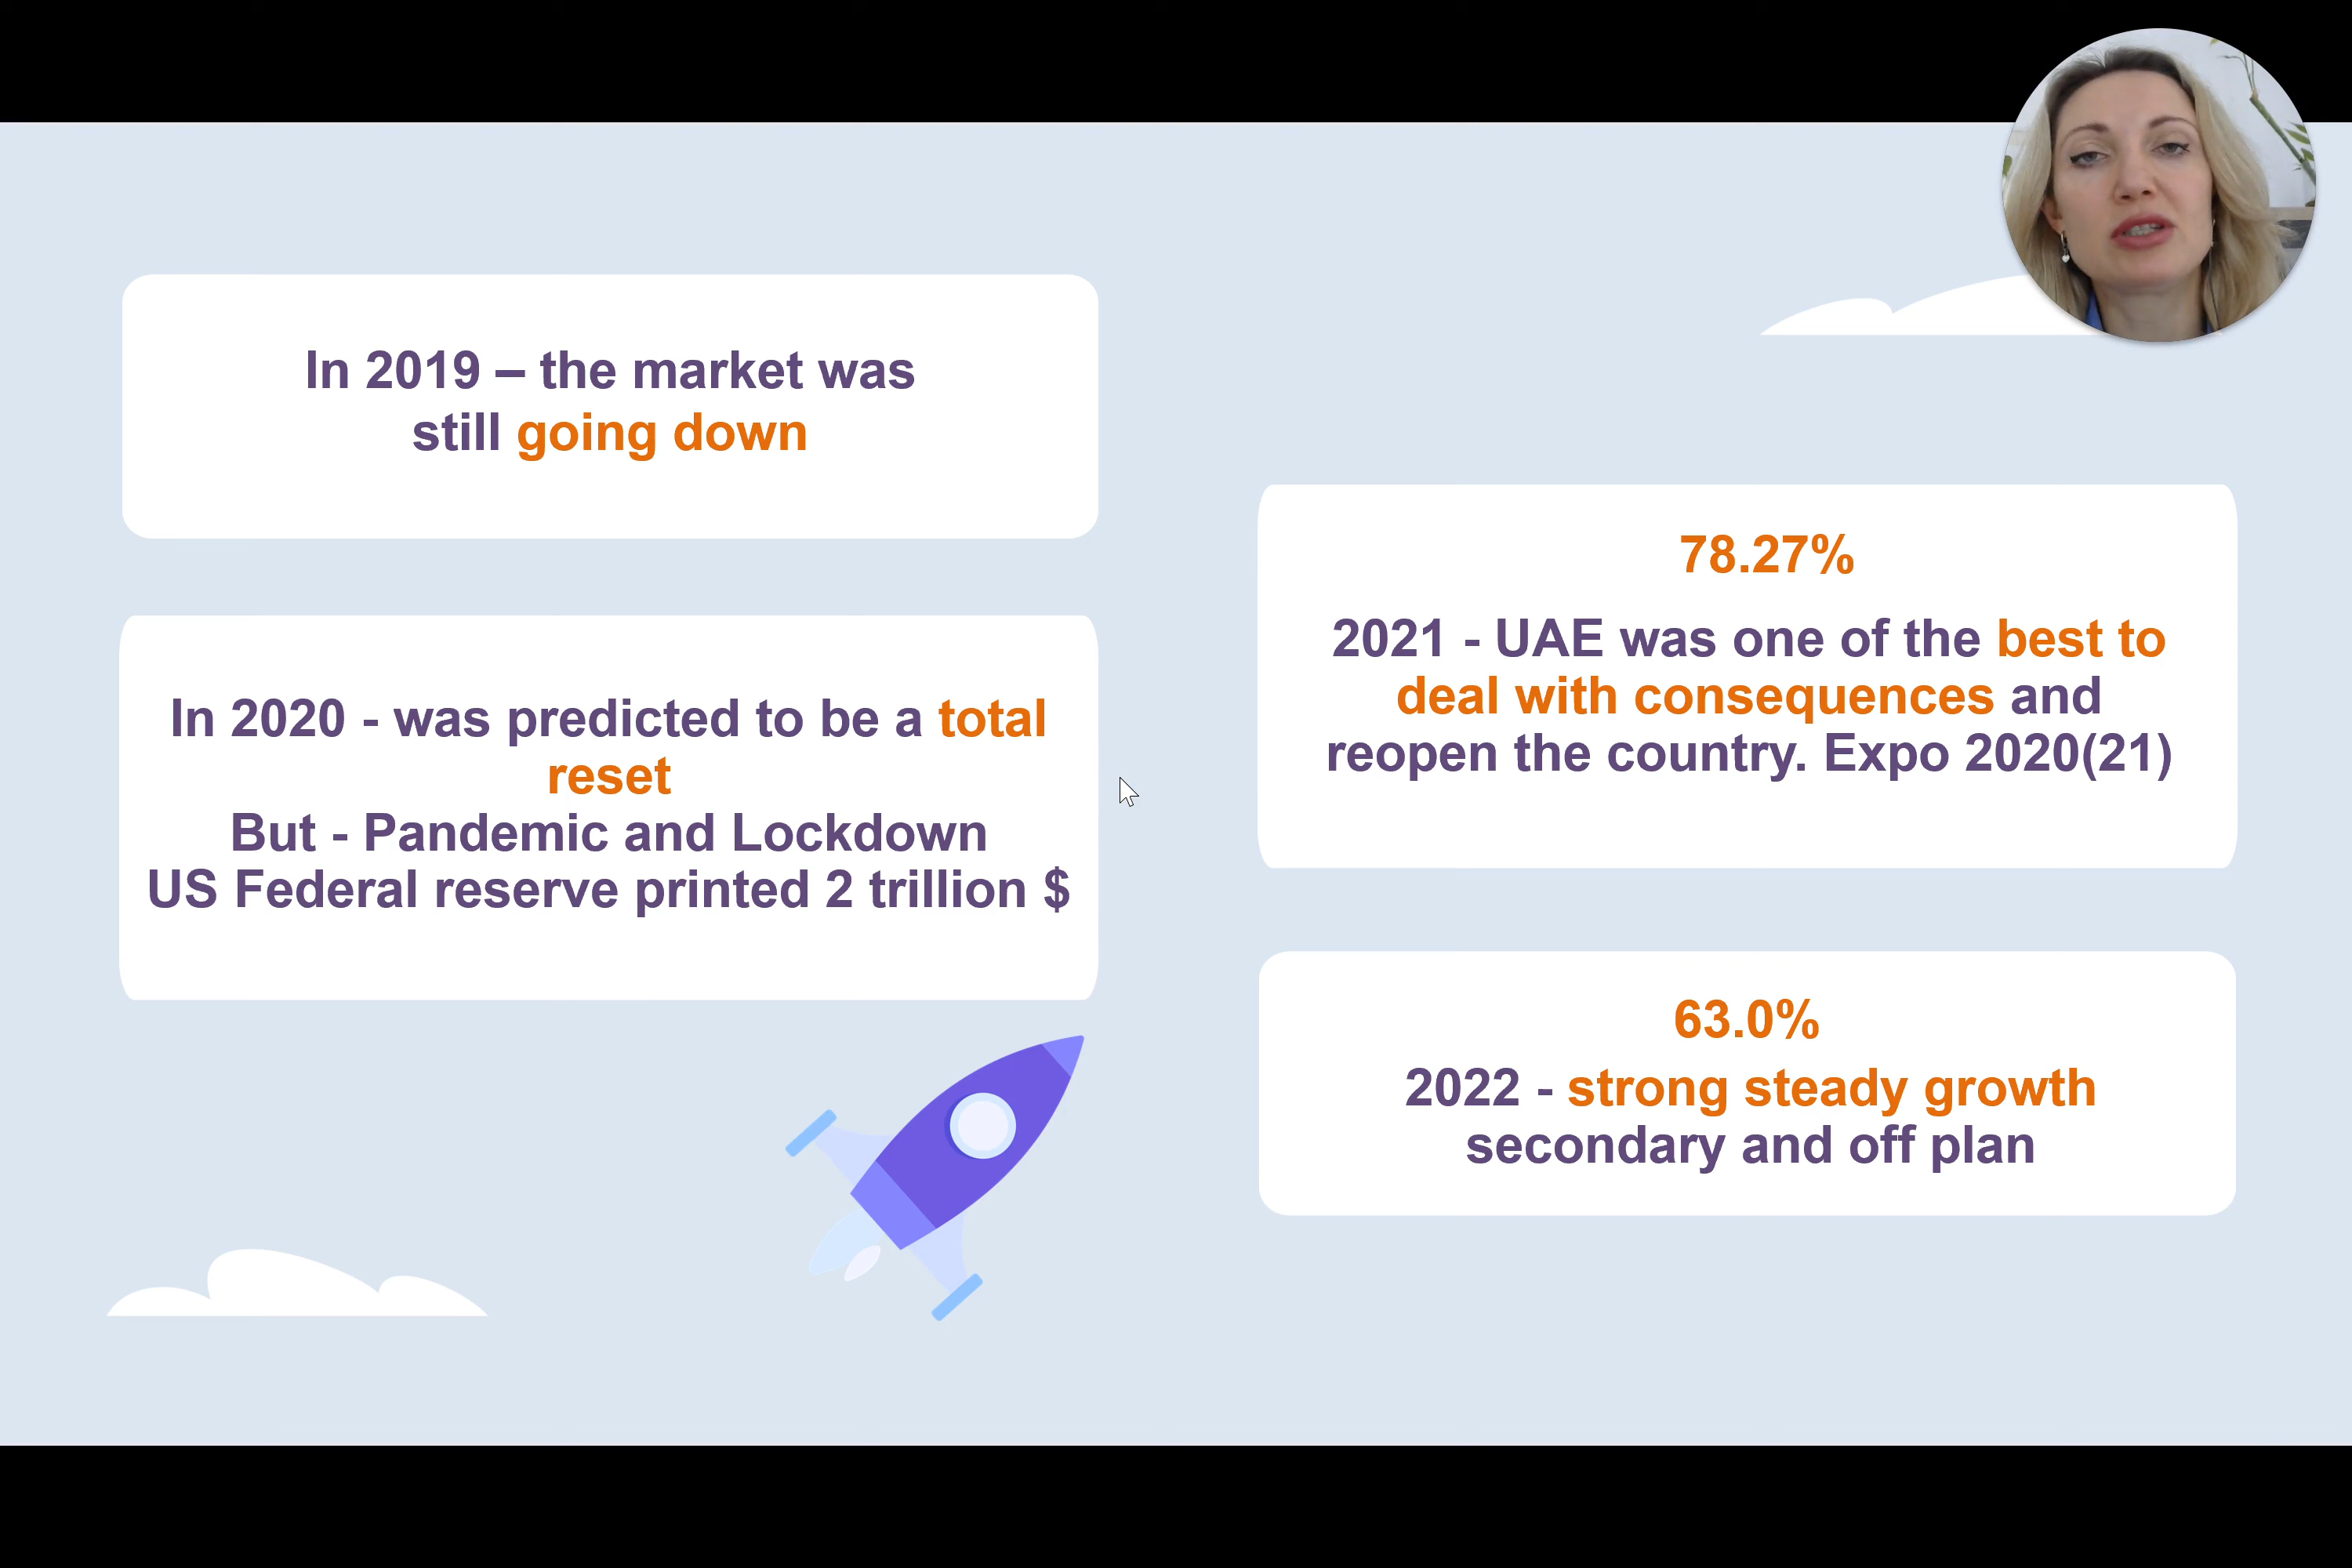 In 2019 – the market was
still going down
In 2020 - was predicted to be a total
reset
But - Pandemic and Lockdown
US Federal reserve printed 2 trillion $
78.27%
2021 - UAE was one of the best to
deal with consequences and
reopen the country. Expo 2020(21)
63.0%
2022 - strong steady growth
secondary and off plan